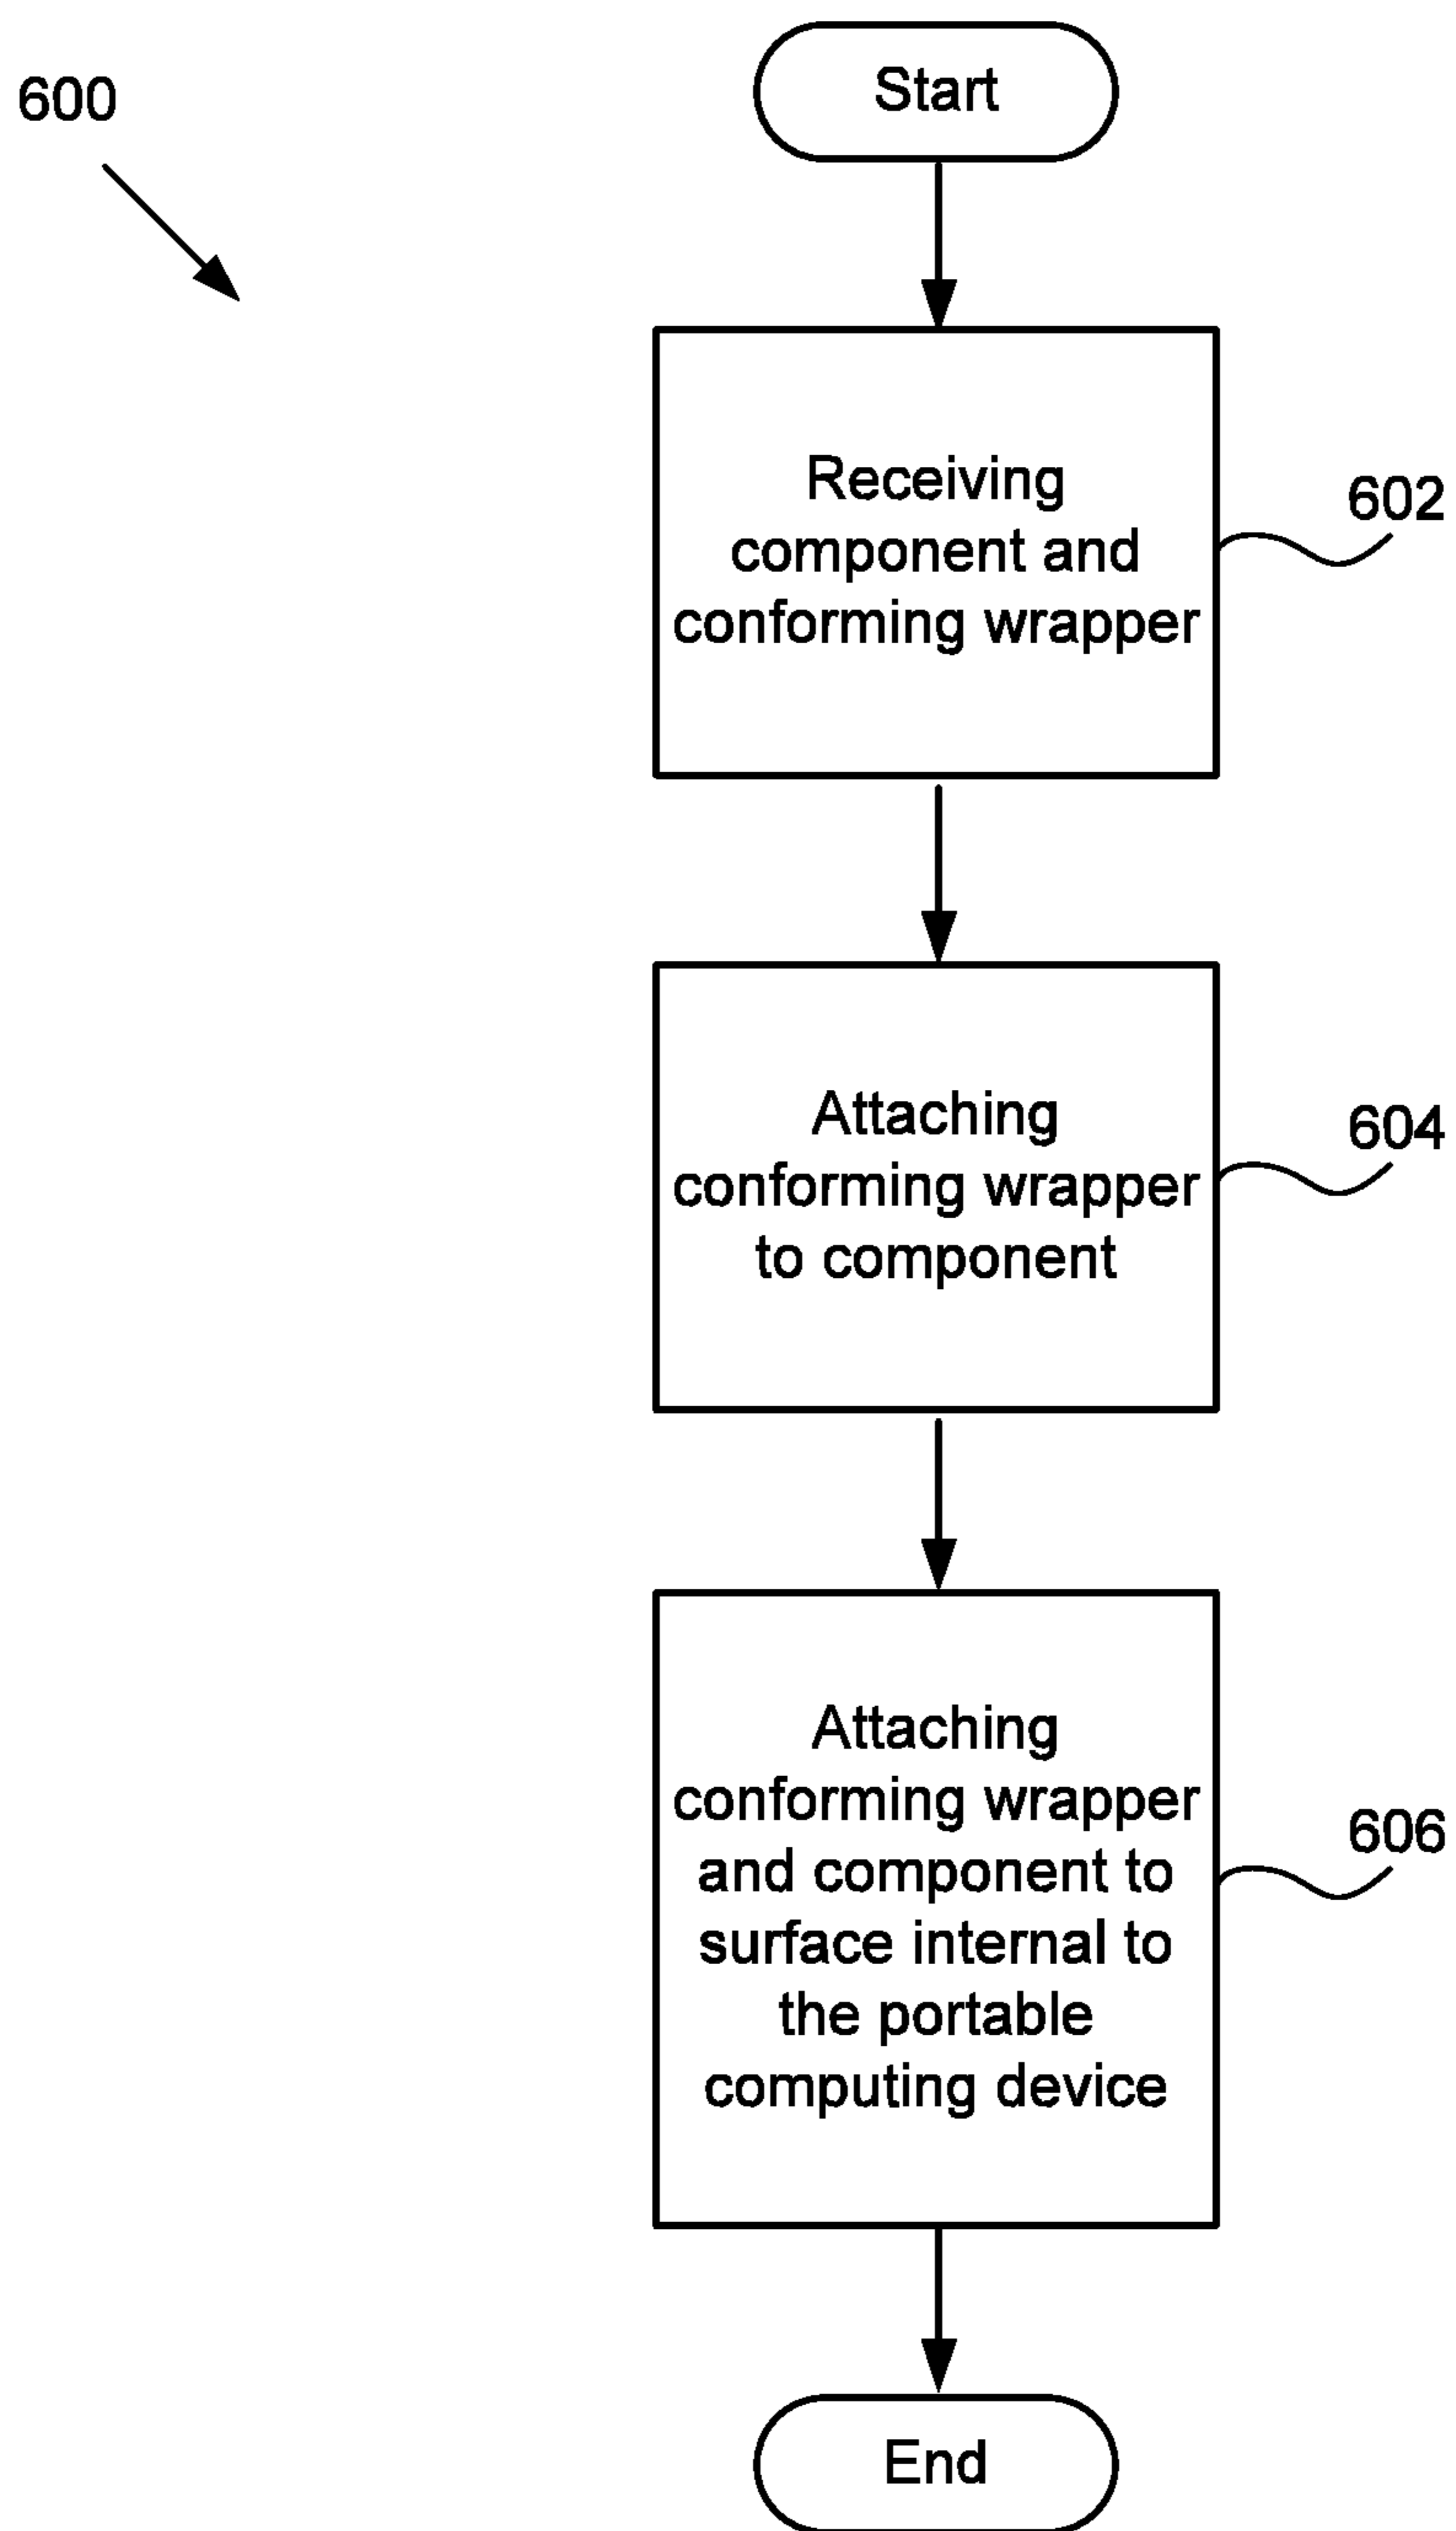 600
Start
Receiving
component and
conforming wrapper
602
Attaching
conforming wrapper
to component
604
Attaching
conforming wrapper
and component to
surface internal to
the portable
computing device
606
End